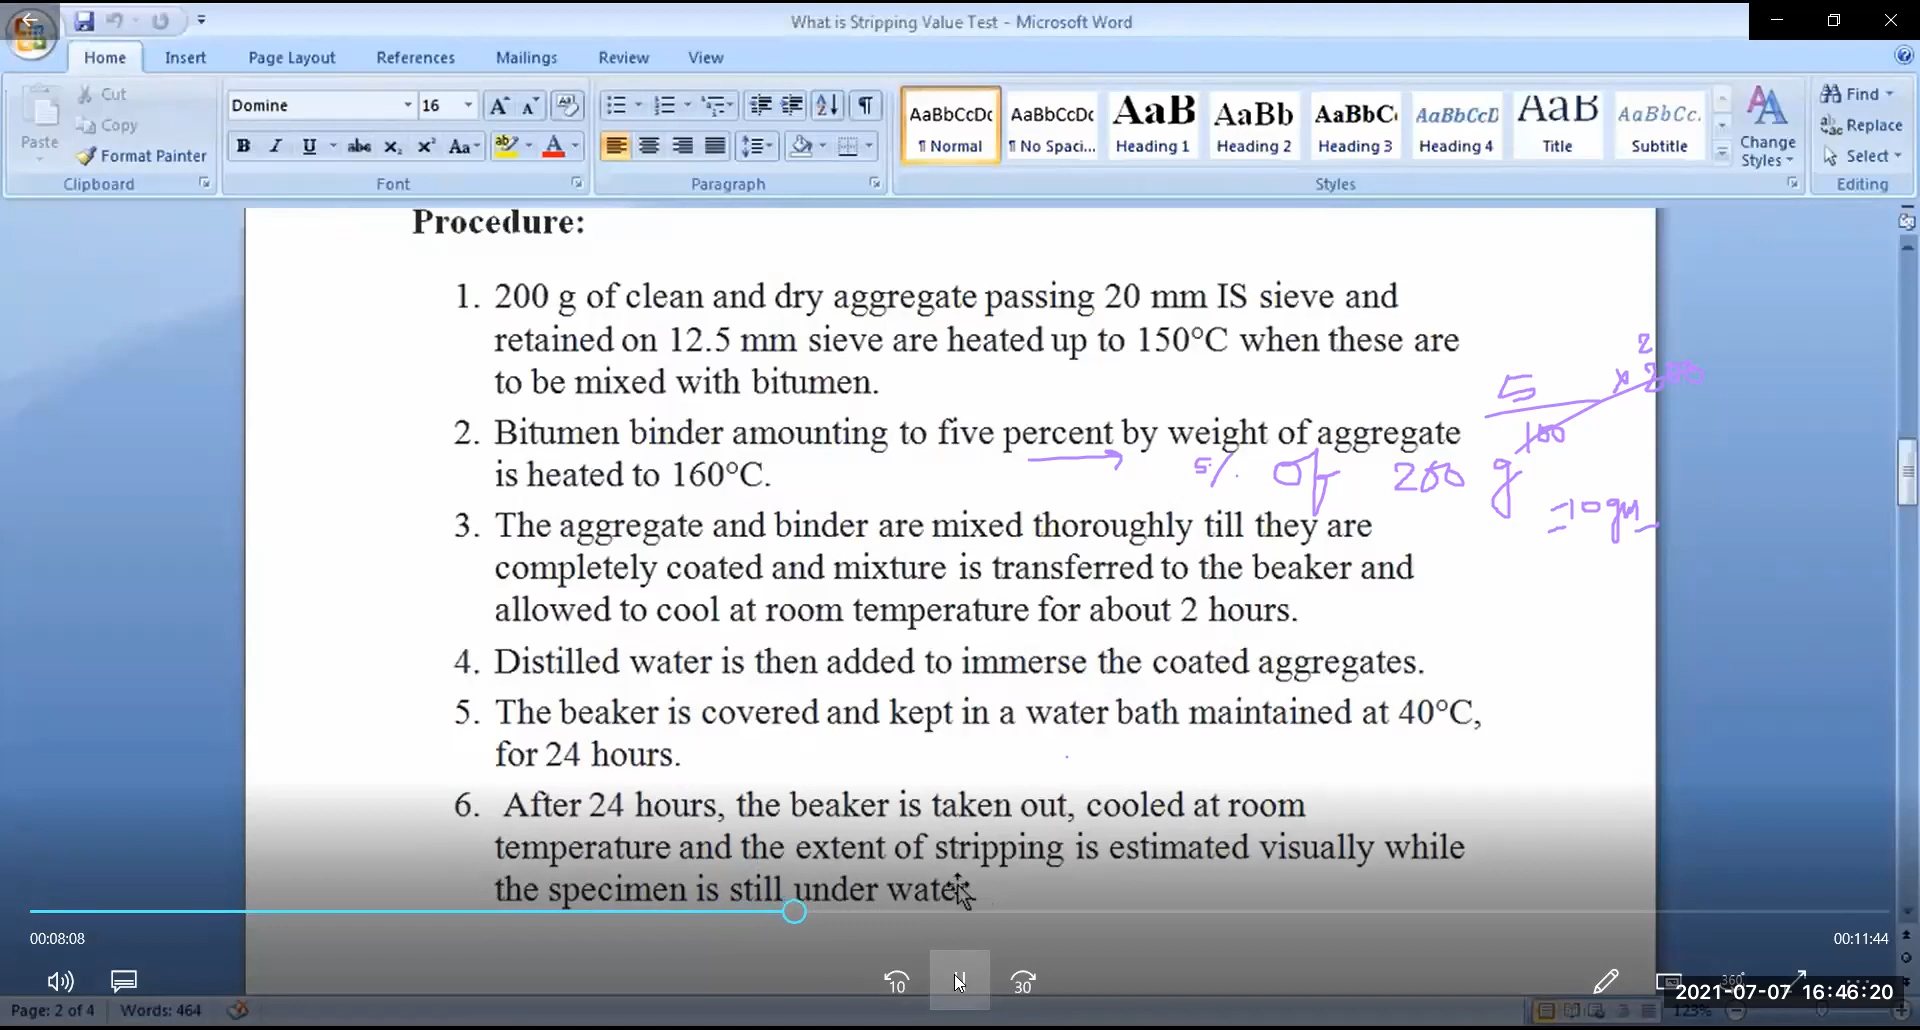 What is Stripping Value Test - Microsoft Word
Home Insert Page Layout References Mailings Review View
Paste
Cut
Copy
Format Painter
Clipboard
Domine 16
Font
Paragraph
AaBbCcDc ¶ Normal
AaBbCcDc ¶ No Spaci...
AaB Heading 1
AaBb Heading 2
AaBbC Heading 3
AaBbCcD Heading 4
AaB Title
AaBbCc. Subtitle
Change Styles
Styles
Find
Replace
Select
Editing
Procedure:
1. 200 g of clean and dry aggregate passing 20 mm IS sieve and
retained on 12.5 mm sieve are heated up to 150°C when these are
to be mixed with bitumen.
2. Bitumen binder amounting to five percent by weight of aggregate
is heated to 160°C.
5% of 200 g
5
100
× 200
2
=10gm
3. The aggregate and binder are mixed thoroughly till they are
completely coated and mixture is transferred to the beaker and
allowed to cool at room temperature for about 2 hours.
4. Distilled water is then added to immerse the coated aggregates.
5. The beaker is covered and kept in a water bath maintained at 40°C,
for 24 hours.
6. After 24 hours, the beaker is taken out, cooled at room
temperature and the extent of stripping is estimated visually while
the specimen is still under water.
00:08:08 00:11:44
10 30
360°
2021-07-07 16:46:20
Page: 2 of 4 Words: 464 123%